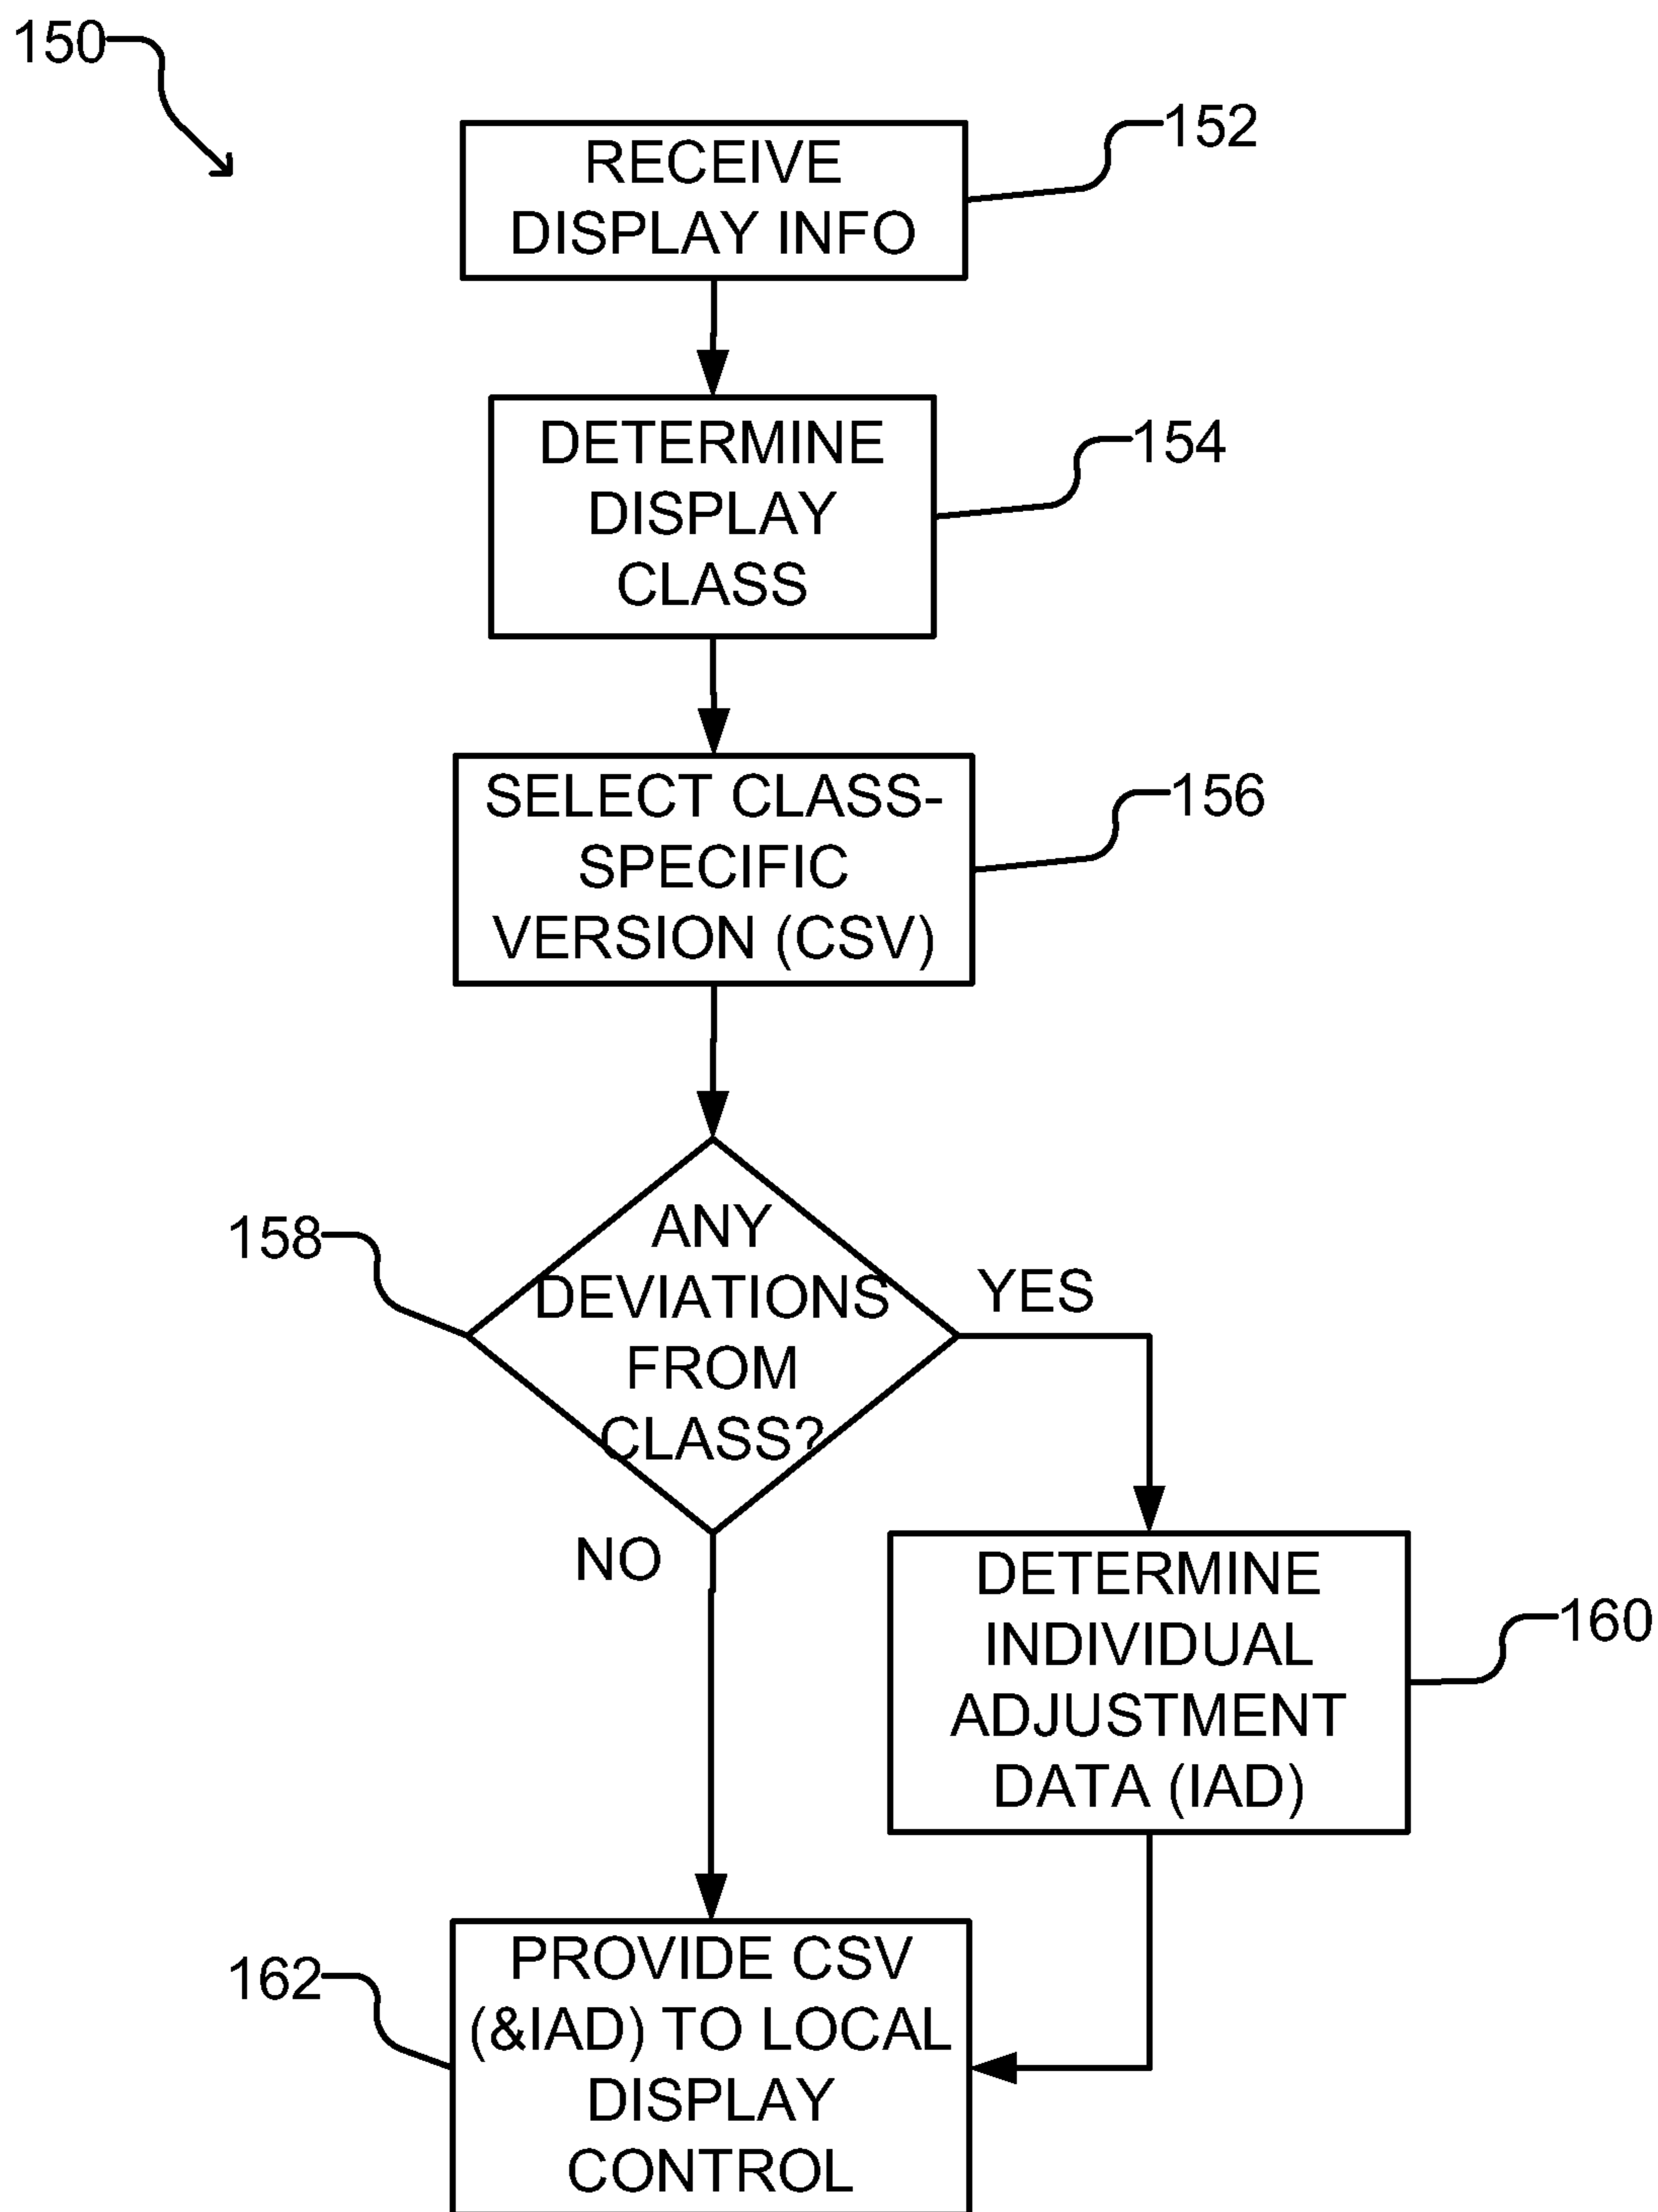 150
152
RECEIVE
DISPLAY INFO
154
DETERMINE
DISPLAY
CLASS
156
SELECT CLASS-
SPECIFIC
VERSION (CSV)
158
ANY
DEVIATIONS
FROM
CLASS?
YES
NO
160
DETERMINE
INDIVIDUAL
ADJUSTMENT
DATA (IAD)
162
PROVIDE CSV
(&IAD) TO LOCAL
DISPLAY
CONTROL